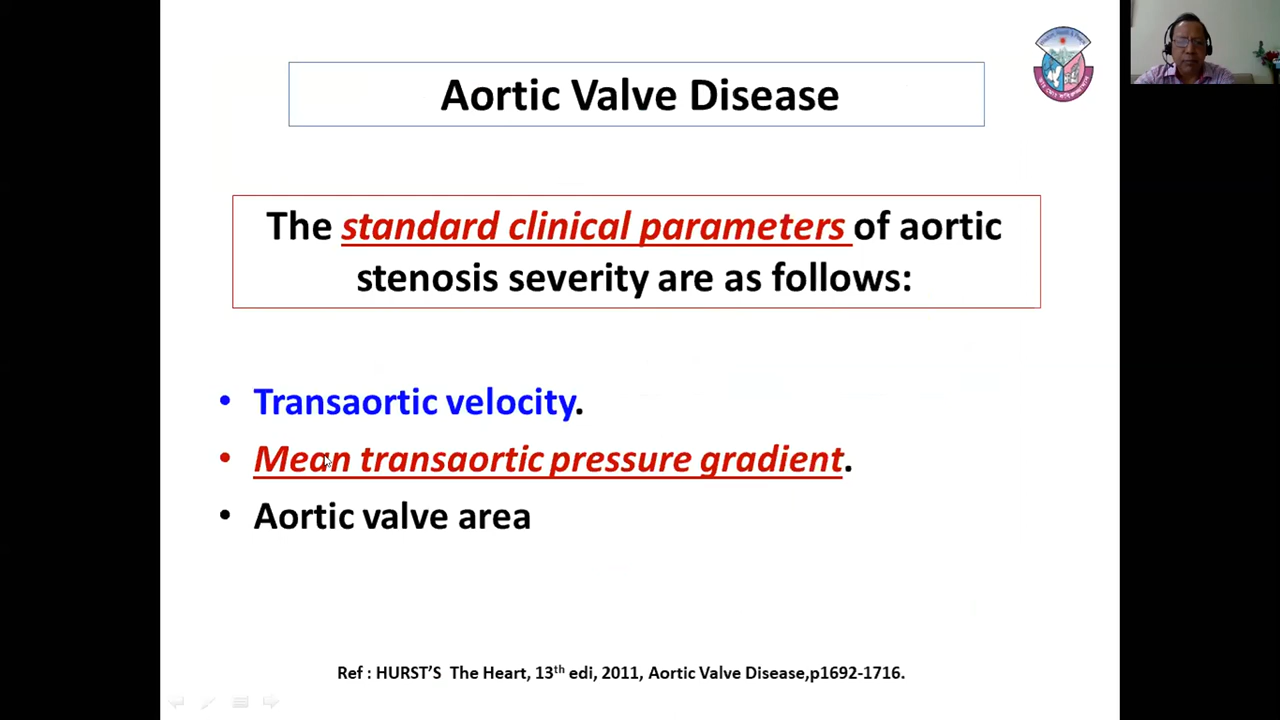 Aortic Valve Disease
The standard clinical parameters of aortic
stenosis severity are as follows:
• Transaortic velocity.
• Mean transaortic pressure gradient.
• Aortic valve area
Ref : HURST'S The Heart, 13th edi, 2011, Aortic Valve Disease,p1692-1716.